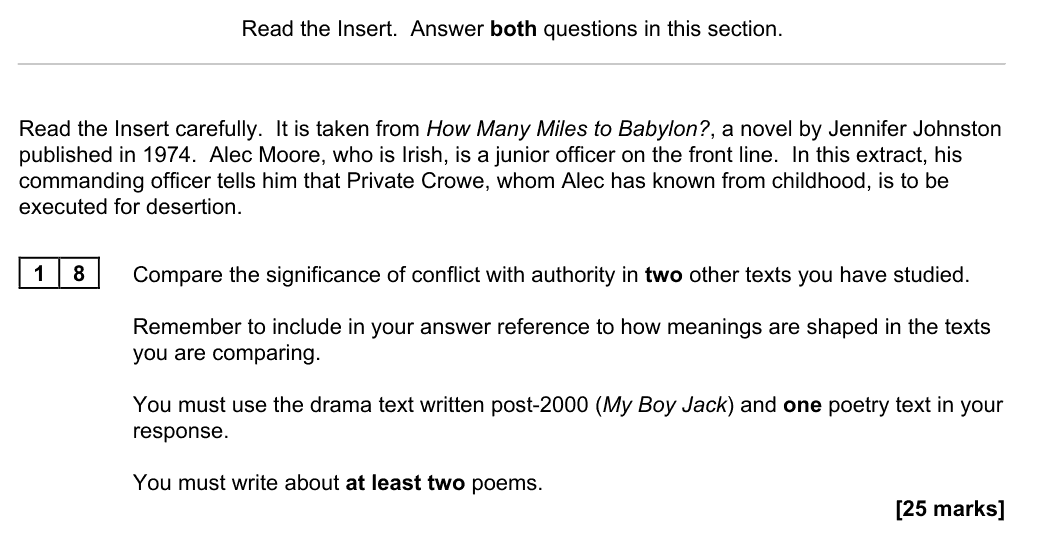 Read the Insert. Answer both questions in this section.
Read the Insert carefully. It is taken from How Many Miles to Babylon?, a novel by Jennifer Johnston
published in 1974. Alec Moore, who is Irish, is a junior officer on the front line. In this extract, his
commanding officer tells him that Private Crowe, whom Alec has known from childhood, is to be
executed for desertion.
1 8 Compare the significance of conflict with authority in two other texts you have studied.
Remember to include in your answer reference to how meanings are shaped in the texts
you are comparing.
You must use the drama text written post-2000 (My Boy Jack) and one poetry text in your
response.
You must write about at least two poems.
[25 marks]